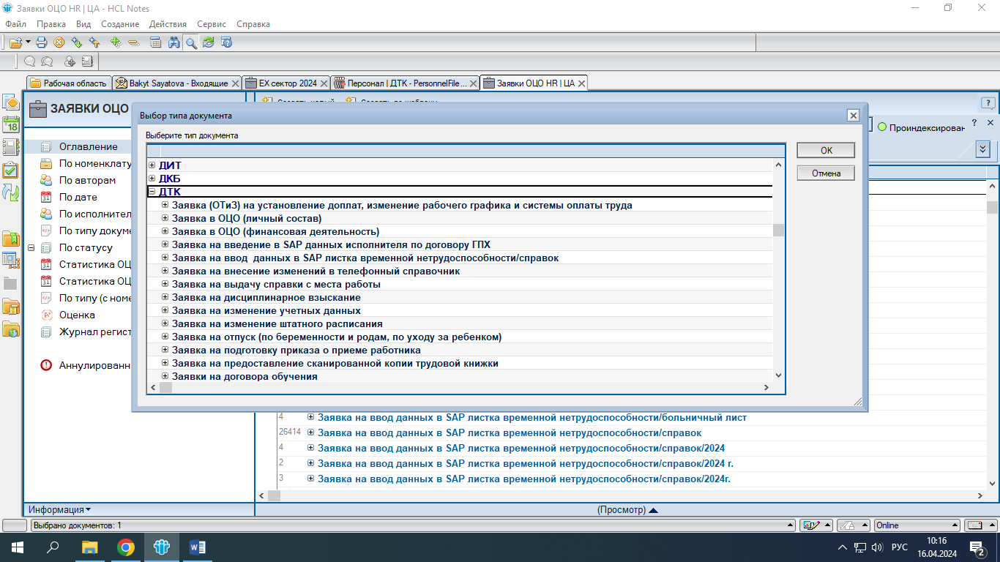 Заявки ОЦО HR | ЦА - HCL Notes
Файл Правка Вид Создание Действия Сервис Справка
Рабочая область Bakyt Sayatova - Входящие EX сектор 2024 Персонал | ДТК - PersonnelFile ... Заявки ОЦО HR | ЦА
ЗАЯВКИ ОЦО
Выбор типа документа
Выберите тип документа
OK
Отмена
Проиндексирован
?
ДИТ
ДКБ
ДТК
Заявка (ОТиЗ) на установление доплат, изменение рабочего графика и системы оплаты труда
Заявка в ОЦО (личный состав)
Заявка в ОЦО (финансовая деятельность)
Заявка на введение в SAP данных исполнителя по договору ГПХ
Заявка на ввод данных в SAP листка временной нетрудоспособности/справок
Заявка на внесение изменений в телефонный справочник
Заявка на выдачу справки с места работы
Заявка на дисциплинарное взыскание
Заявка на изменение учетных данных
Заявка на изменение штатного расписания
Заявка на отпуск (по беременности и родам, по уходу за ребенком)
Заявка на подготовку приказа о приеме работника
Заявка на предоставление сканированной копии трудовой книжки
Заявки на договора обучения
Оглавление
По номенклату
По авторам
По дате
По исполнител
По типу докуме
По статусу
Статистика ОЦ
Статистика ОЦ
По типу (с номе
Оценка
Журнал регист
Аннулированн
4 Заявка на ввод данных в SAP листка временной нетрудоспособности/больничный лист
26414 Заявка на ввод данных в SAP листка временной нетрудоспособности/справок
4 Заявка на ввод данных в SAP листка временной нетрудоспособности/справок/2024
2 Заявка на ввод данных в SAP листка временной нетрудоспособности/справок/2024 г.
3 Заявка на ввод данных в SAP листка временной нетрудоспособности/справок/2024г.
Информация
(Просмотр)
Выбрано документов: 1
Online
РУС
10:16
16.04.2024
2